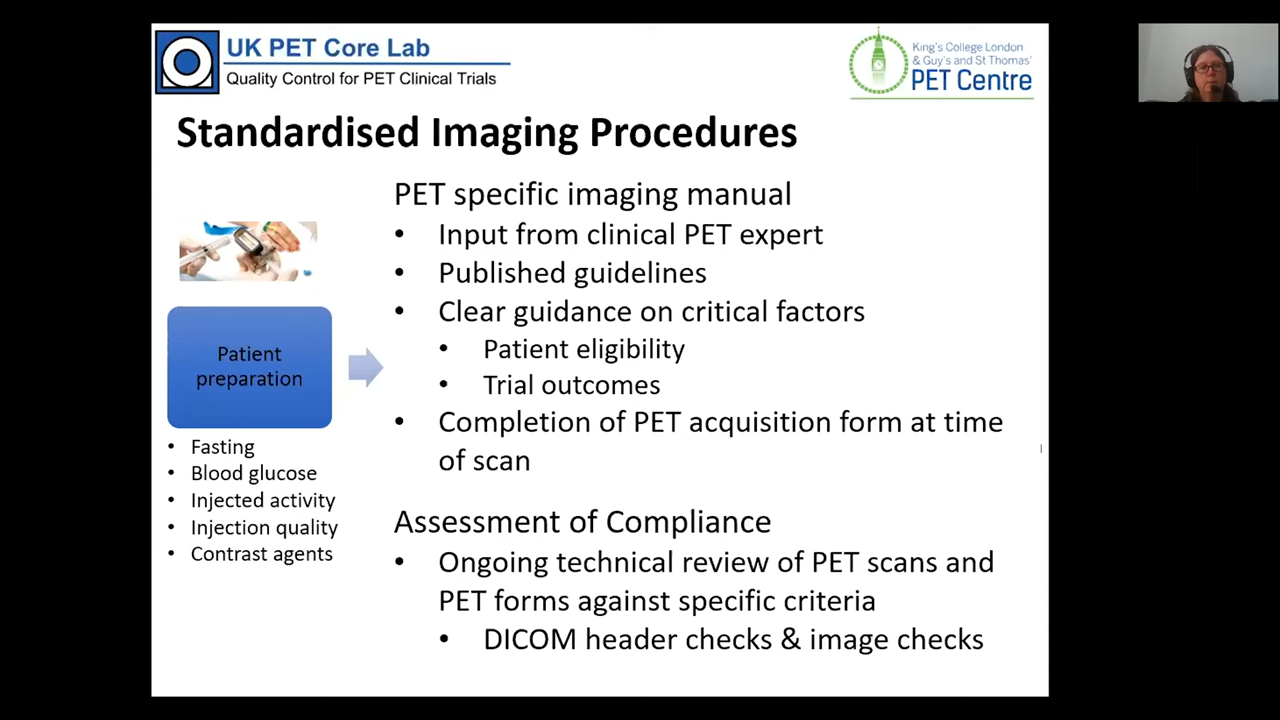 UK PET Core Lab
Quality Control for PET Clinical Trials
King's College London
& Guy's and St Thomas'
PET Centre
Standardised Imaging Procedures
Patient
preparation
• Fasting
• Blood glucose
• Injected activity
• Injection quality
• Contrast agents
PET specific imaging manual
• Input from clinical PET expert
• Published guidelines
• Clear guidance on critical factors
• Patient eligibility
• Trial outcomes
• Completion of PET acquisition form at time
of scan
Assessment of Compliance
• Ongoing technical review of PET scans and
PET forms against specific criteria
• DICOM header checks & image checks